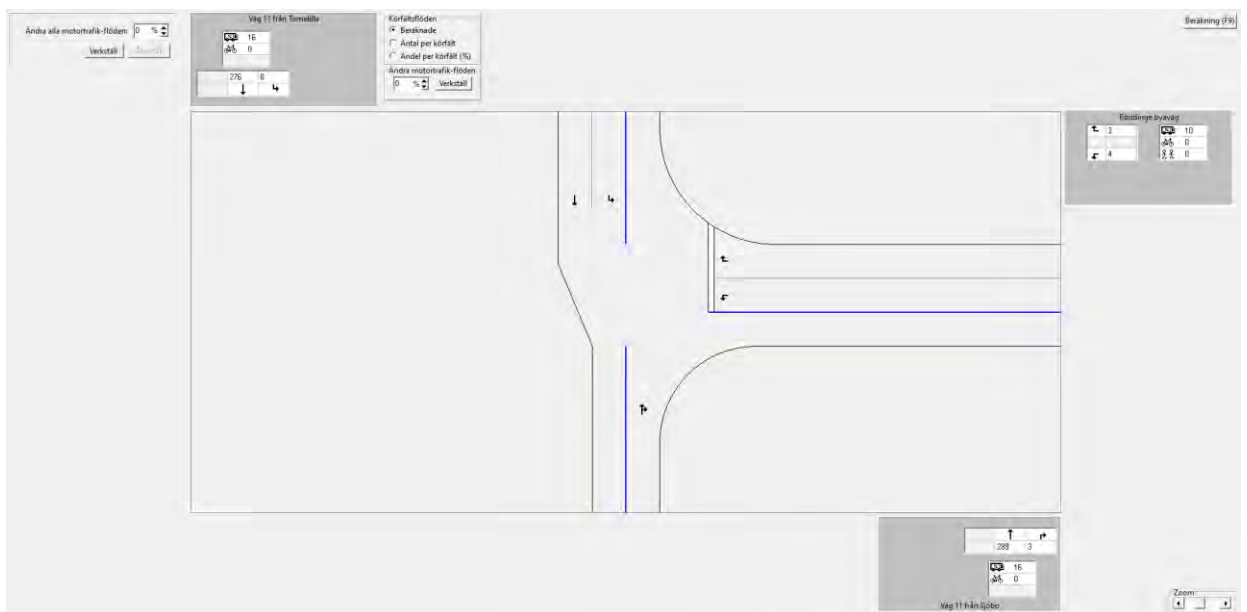 Ändra alla motortrafik-flöden: 0 %
Verkställ
Återställ
Väg 11 från Tomelilla
16
0
276 8
Körfältsflöden
Beräknade
Antal per körfält
Andel per körfält (%)
Ändra motortrafik-flöden
0 % Verkställ
Beräkning (F9)
Röddinge byaväg
3 10
0
4 0
289 3
16
0
Väg 11 från Sjöbo
Zoom